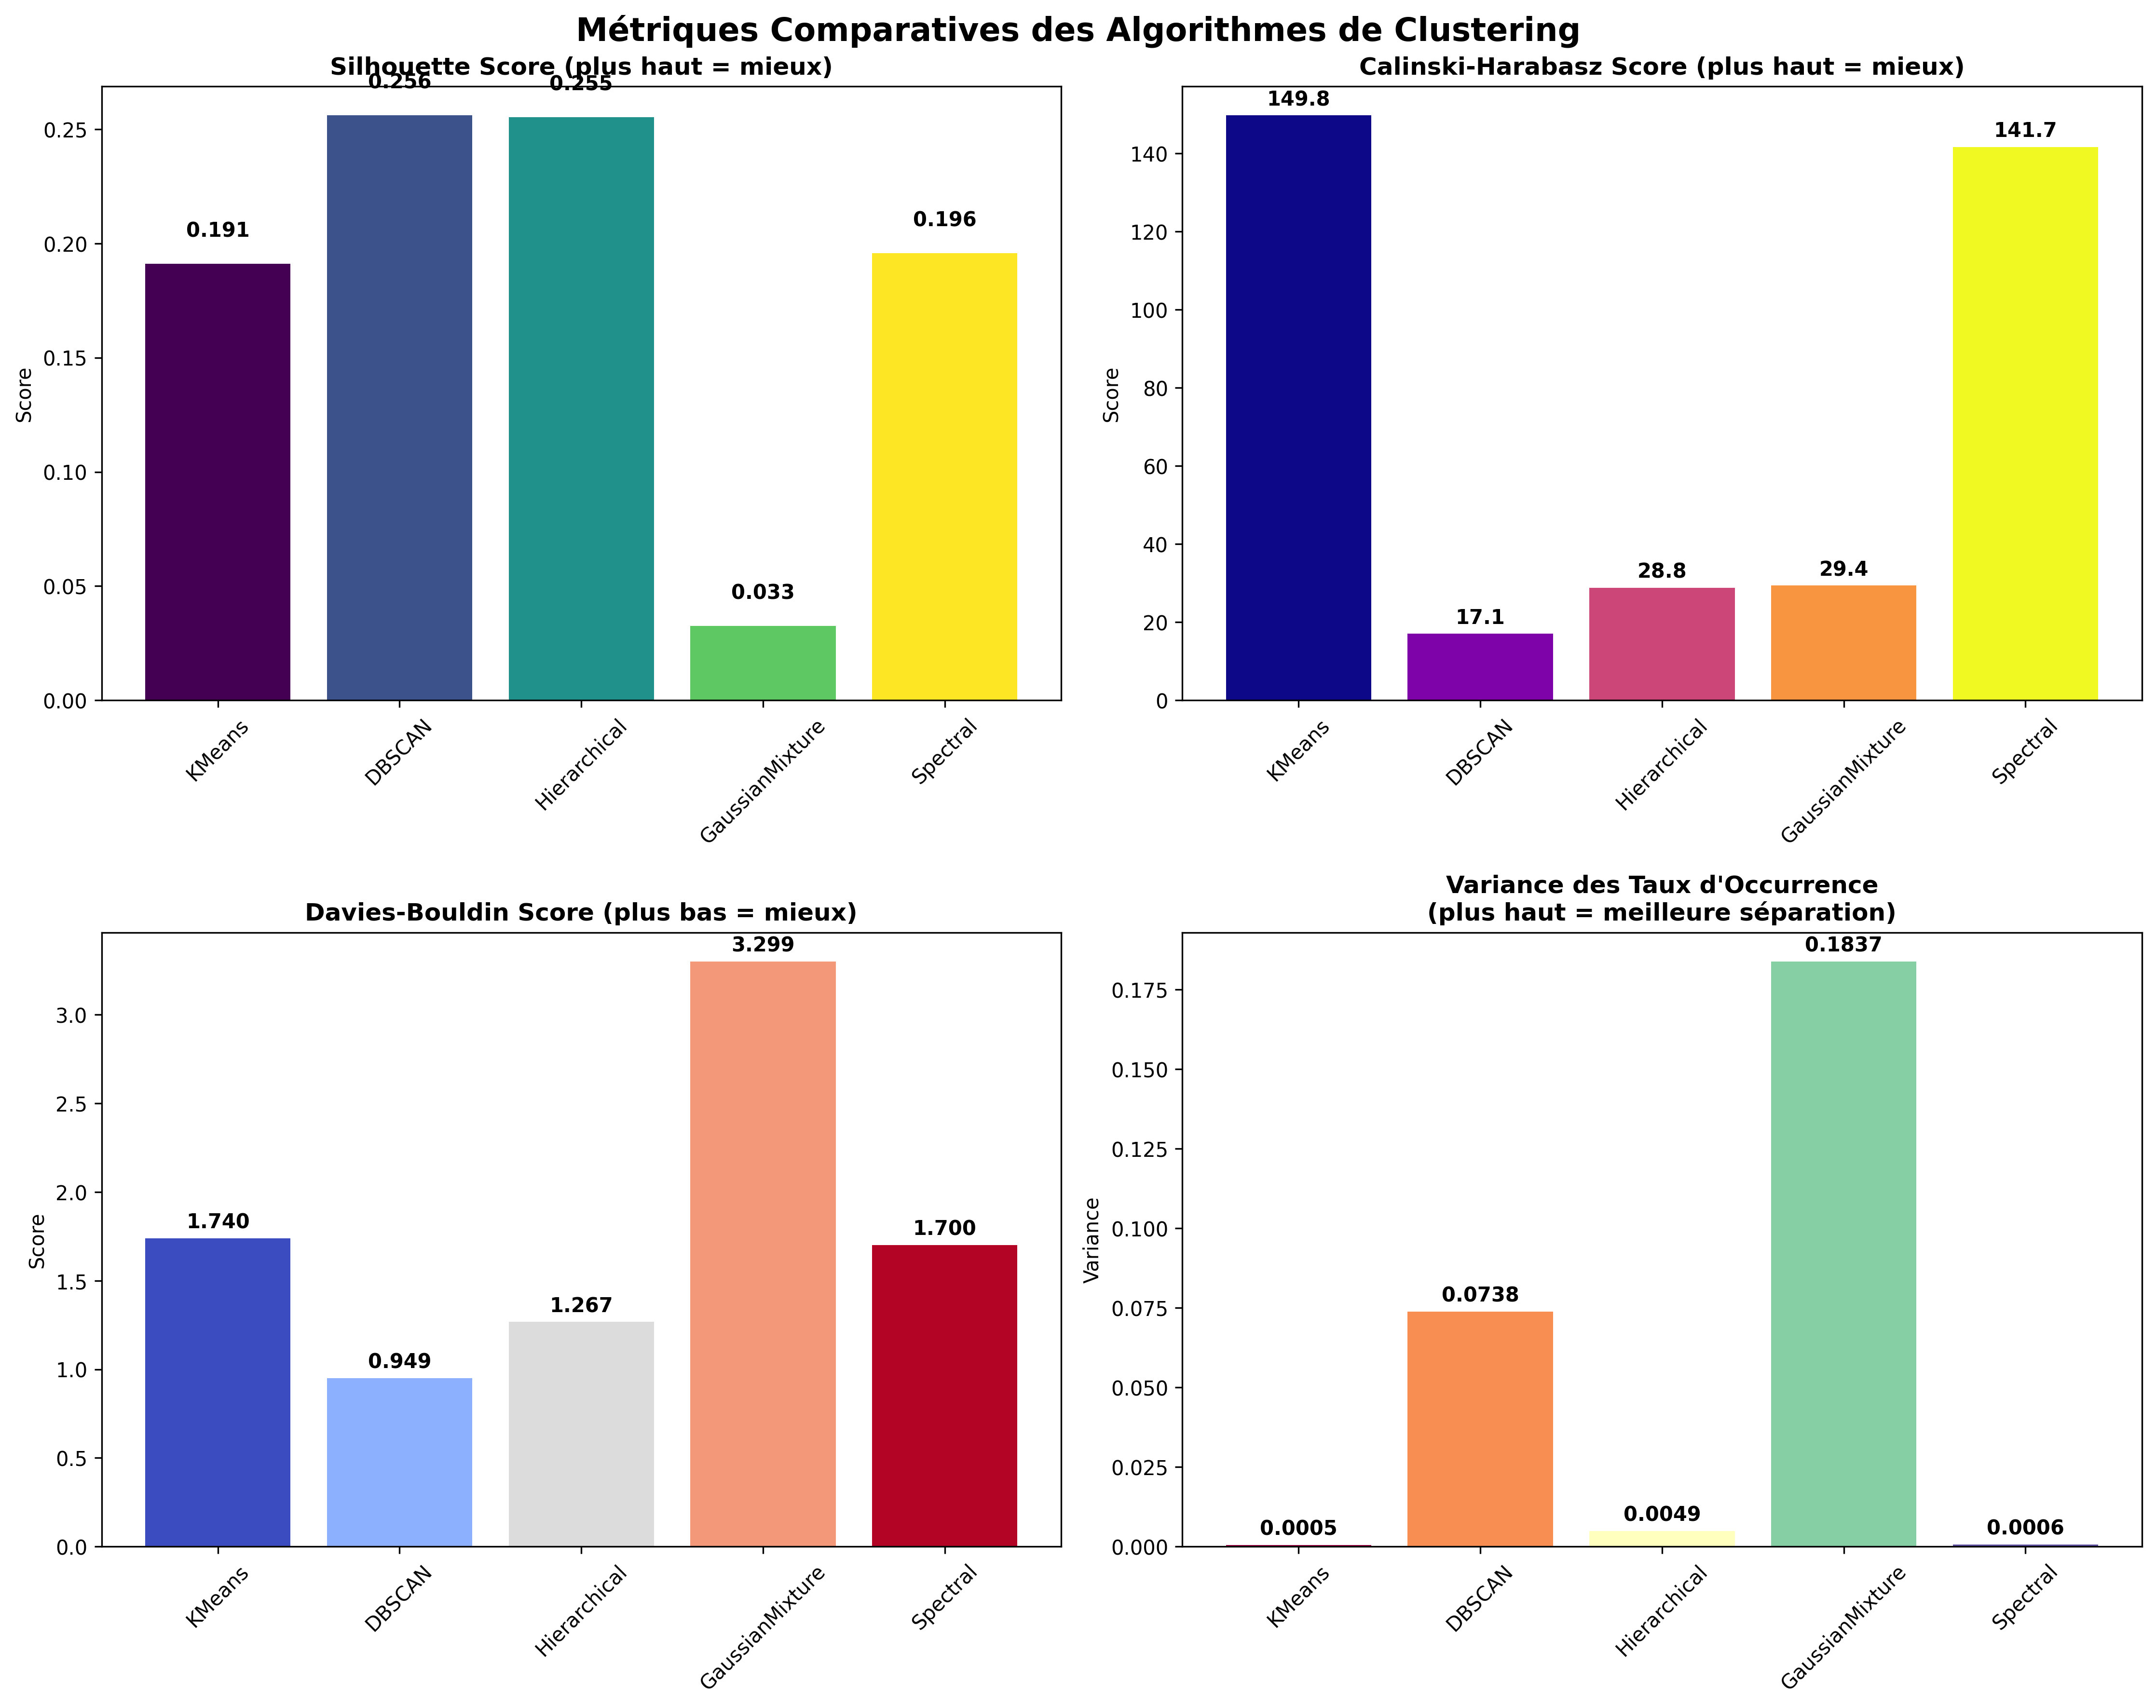 Métriques Comparatives des Algorithmes de Clustering
Silhouette Score (plus haut = mieux)
0.256
0.255
0.191
0.196
0.033
0.25
0.20
0.15
0.10
0.05
0.00
Score
KMeans
DBSCAN
Hierarchical
GaussianMixture
Spectral
Calinski-Harabasz Score (plus haut = mieux)
149.8
141.7
17.1
28.8
29.4
140
120
100
80
60
40
20
0
Score
KMeans
DBSCAN
Hierarchical
GaussianMixture
Spectral
Davies-Bouldin Score (plus bas = mieux)
3.299
1.740
1.700
1.267
0.949
3.0
2.5
2.0
1.5
1.0
0.5
0.0
Score
KMeans
DBSCAN
Hierarchical
GaussianMixture
Spectral
Variance des Taux d'Occurrence
(plus haut = meilleure séparation)
0.1837
0.0738
0.0005
0.0049
0.0006
0.175
0.150
0.125
0.100
0.075
0.050
0.025
0.000
Variance
KMeans
DBSCAN
Hierarchical
GaussianMixture
Spectral